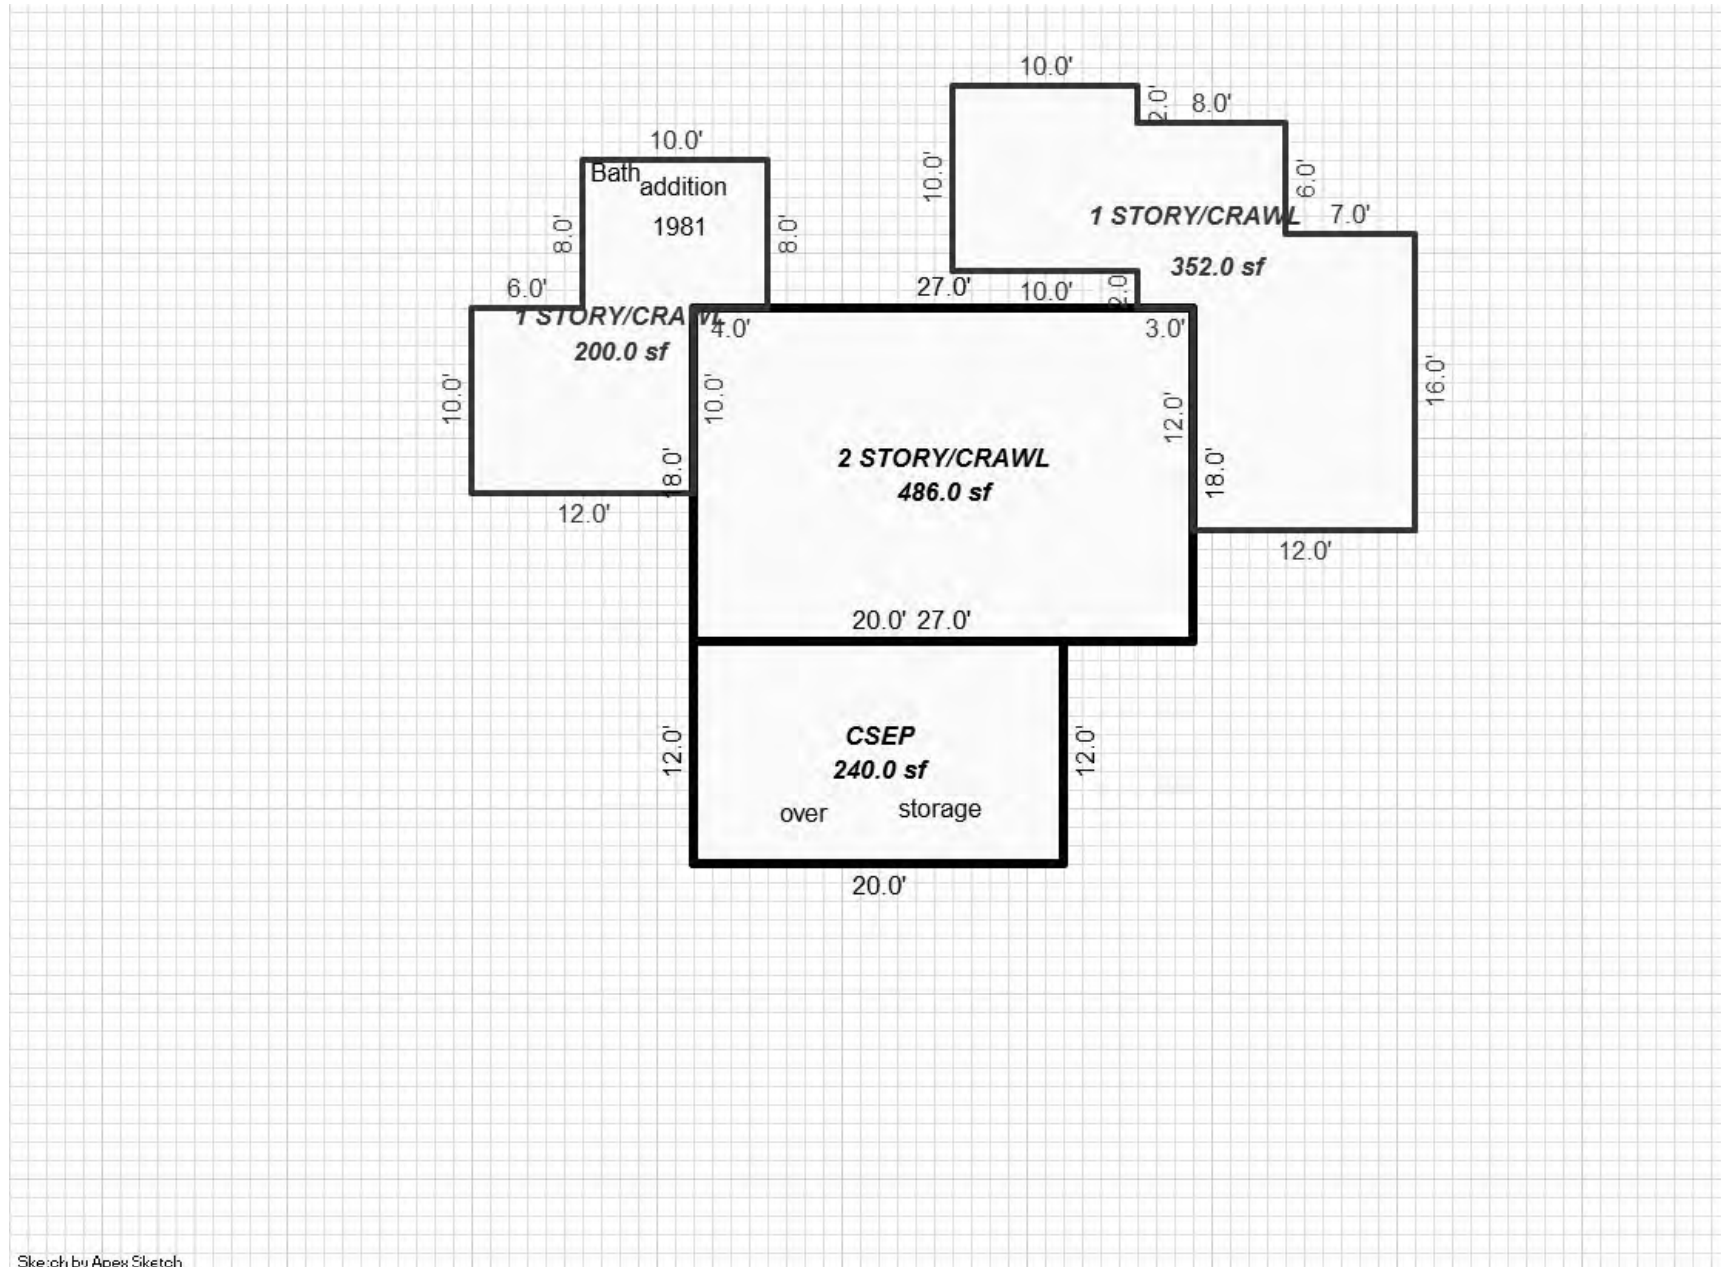 10.0'
2.0'
8.0'
10.0'
Bath
addition
1981
8.0'
8.0'
10.0'
6.0'
7.0'
1 STORY/CRAWL
352.0 sf
6.0'
27.0'
10.0'
2.0'
1 STORY/CRAWL
200.0 sf
4.0'
3.0'
10.0'
10.0'
12.0'
16.0'
18.0'
18.0'
2 STORY/CRAWL
486.0 sf
12.0'
12.0'
20.0' 27.0'
12.0'
CSEP
240.0 sf
12.0'
over storage
20.0'
Sketch by Apex Sketch